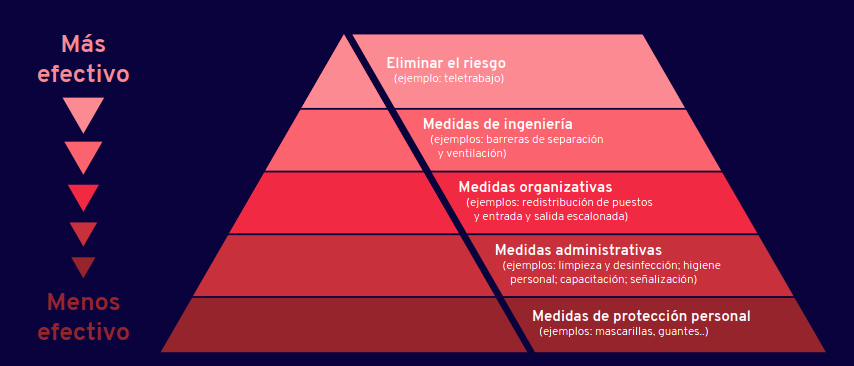 Más
efectivo
Eliminar el riesgo
(ejemplo: teletrabajo)
Medidas de ingeniería
(ejemplos: barreras de separación
y ventilación)
Medidas organizativas
(ejemplos: redistribución de puestos
y entrada y salida escalonada)
Medidas administrativas
(ejemplos: limpieza y desinfección; higiene
personal; capacitación; señalización)
Menos
efectivo
Medidas de protección personal
(ejemplos: mascarillas, guantes..)